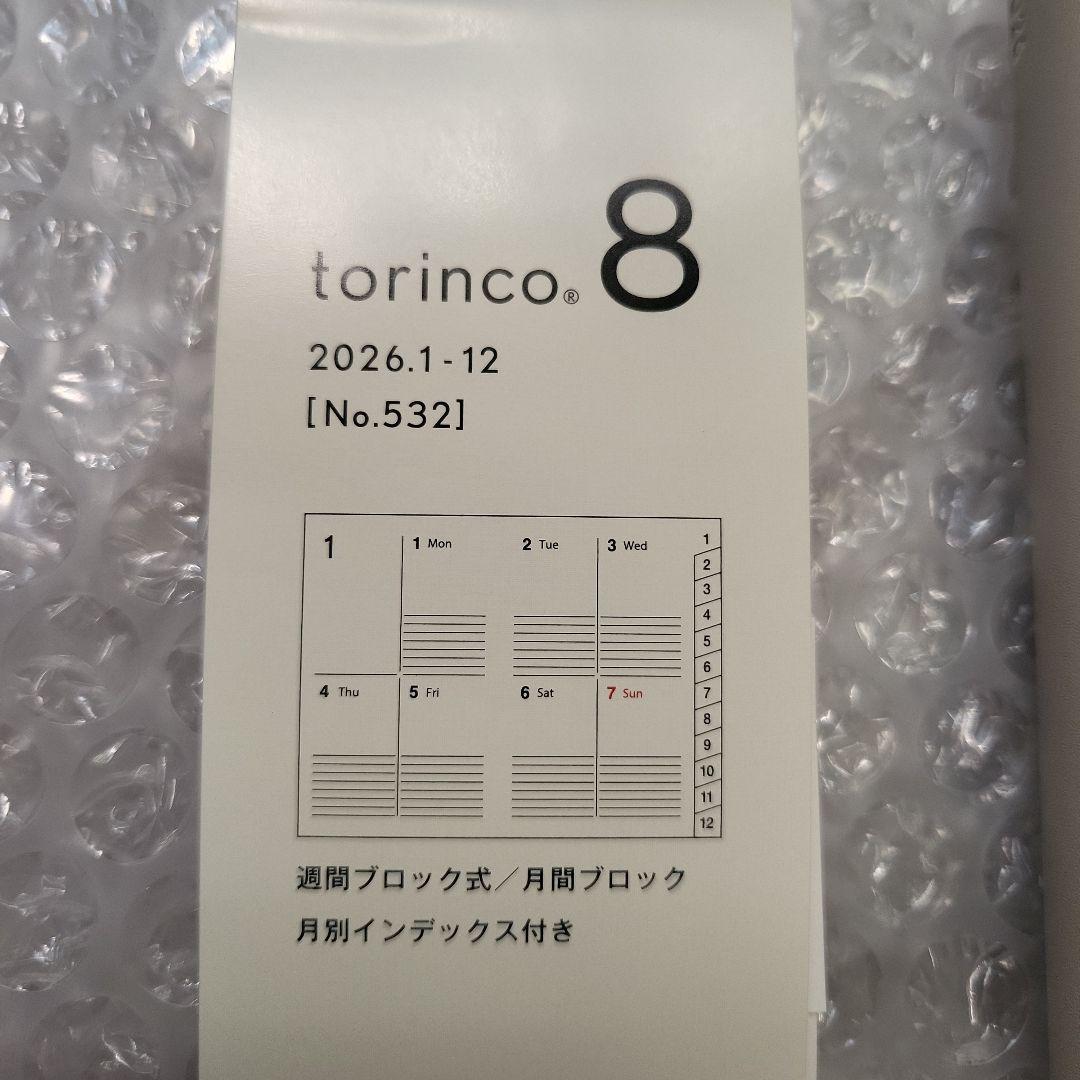 torinco® 8
2026.1-12
[No.532]
1
1 Mon
2 Tue
3 Wed
4 Thu
5 Fri
6 Sat
7 Sun
1
2
3
4
5
6
7
8
9
10
11
12
週間ブロック式／月間ブロック
月別インデックス付き